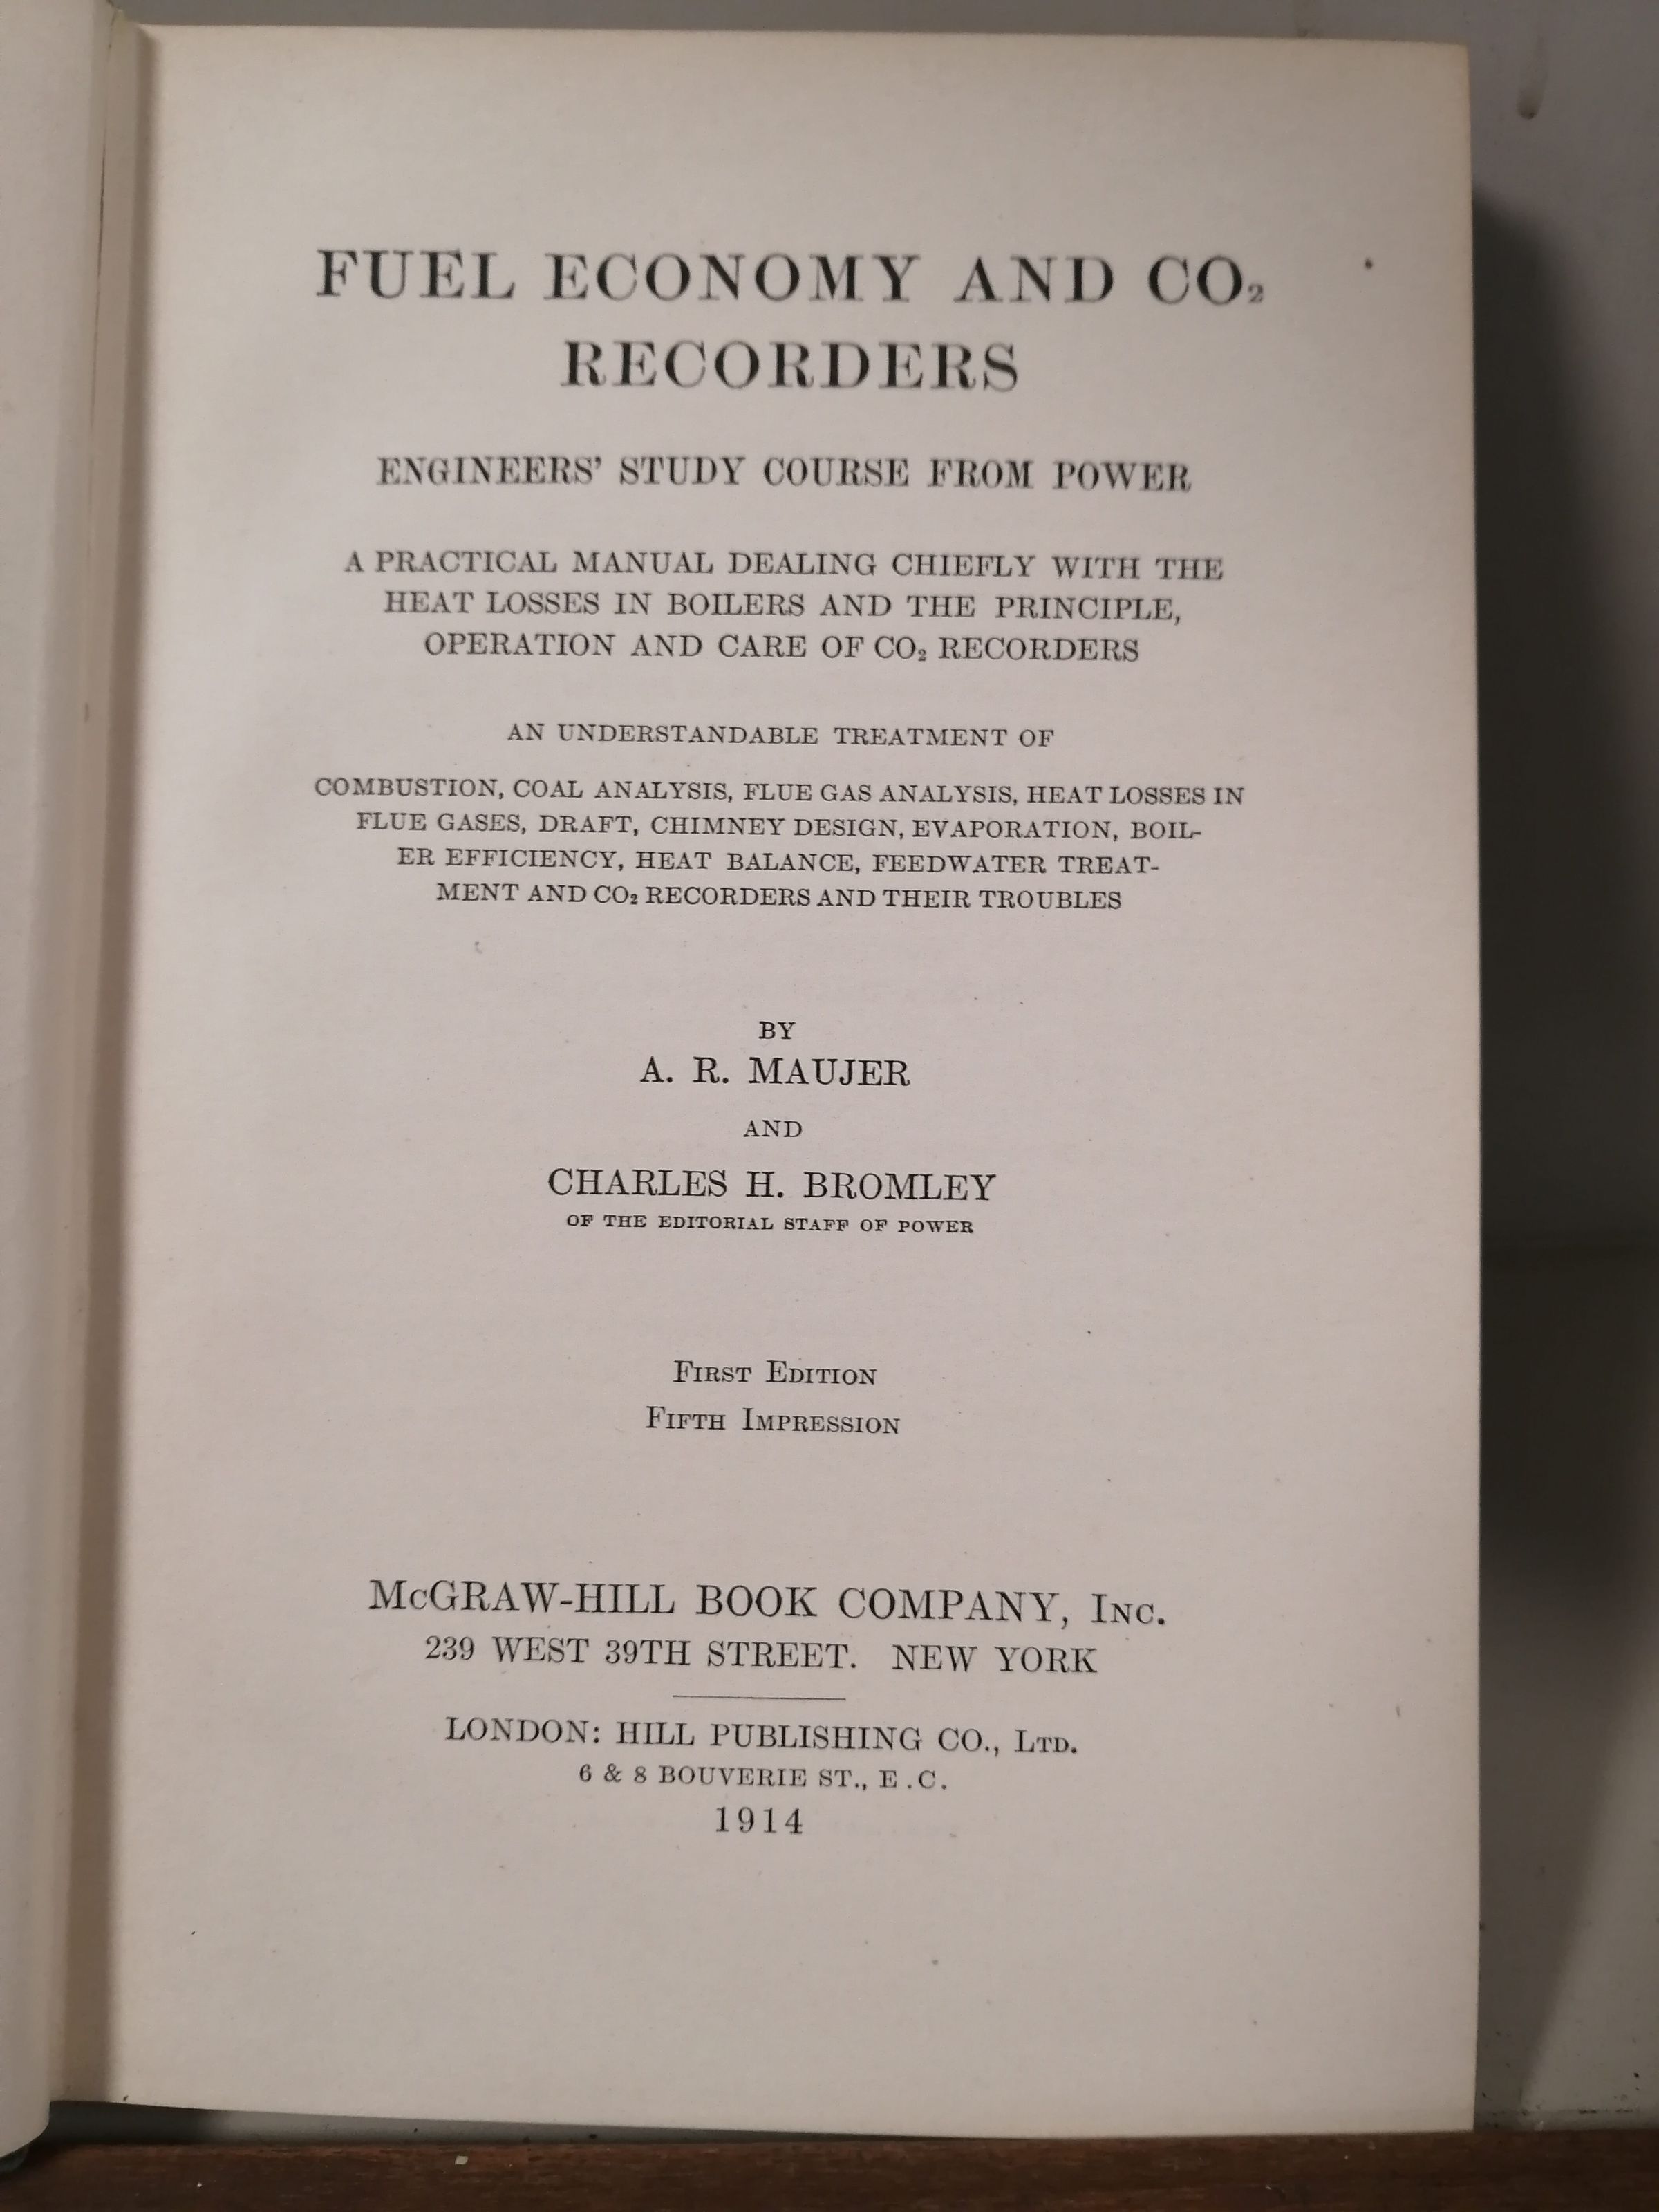 FUEL ECONOMY AND CO₂
RECORDERS
ENGINEERS' STUDY COURSE FROM POWER
A PRACTICAL MANUAL DEALING CHIEFLY WITH THE
HEAT LOSSES IN BOILERS AND THE PRINCIPLE,
OPERATION AND CARE OF CO₂ RECORDERS
AN UNDERSTANDABLE TREATMENT OF
COMBUSTION, COAL ANALYSIS, FLUE GAS ANALYSIS, HEAT LOSSES IN
FLUE GASES, DRAFT, CHIMNEY DESIGN, EVAPORATION, BOIL-
ER EFFICIENCY, HEAT BALANCE, FEEDWATER TREAT-
MENT AND CO₂ RECORDERS AND THEIR TROUBLES
BY
A. R. MAUJER
AND
CHARLES H. BROMLEY
OF THE EDITORIAL STAFF OF POWER
FIRST EDITION
FIFTH IMPRESSION
McGRAW-HILL BOOK COMPANY, INC.
239 WEST 39TH STREET. NEW YORK
LONDON: HILL PUBLISHING CO., LTD.
6 & 8 BOUVERIE ST., E.C.
1914